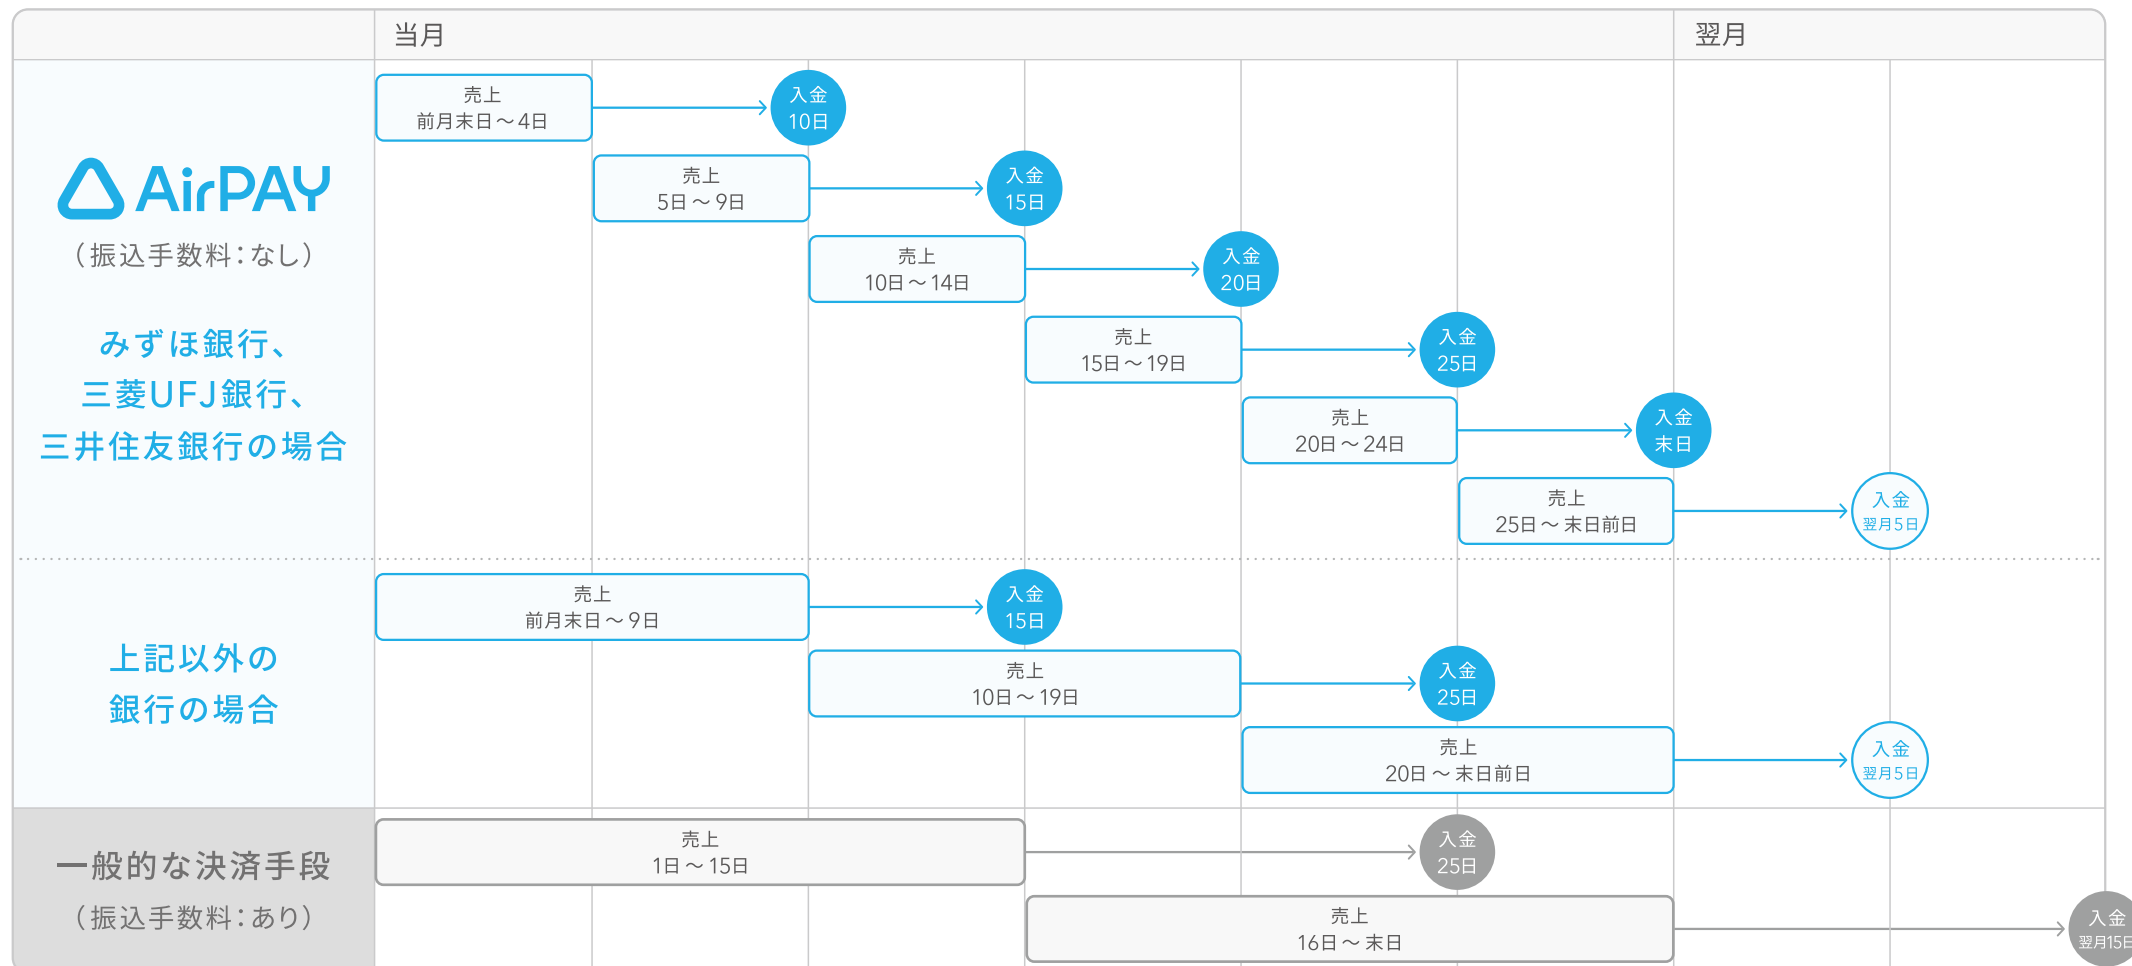 当月
翌月
売上
前月末日～4日
入金
10日
売上
5日～9日
入金
15日
AirPAY
（振込手数料：なし）
売上
10日～14日
入金
20日
みずほ銀行、
三菱UFJ銀行、
三井住友銀行の場合
売上
15日～19日
入金
25日
売上
20日～24日
入金
末日
売上
25日～末日前日
入金
翌月5日
上記以外の
銀行の場合
売上
前月末日～9日
入金
15日
売上
10日～19日
入金
25日
売上
20日～末日前日
入金
翌月5日
一般的な決済手段
（振込手数料：あり）
売上
1日～15日
入金
25日
売上
16日～末日
入金
翌月15日